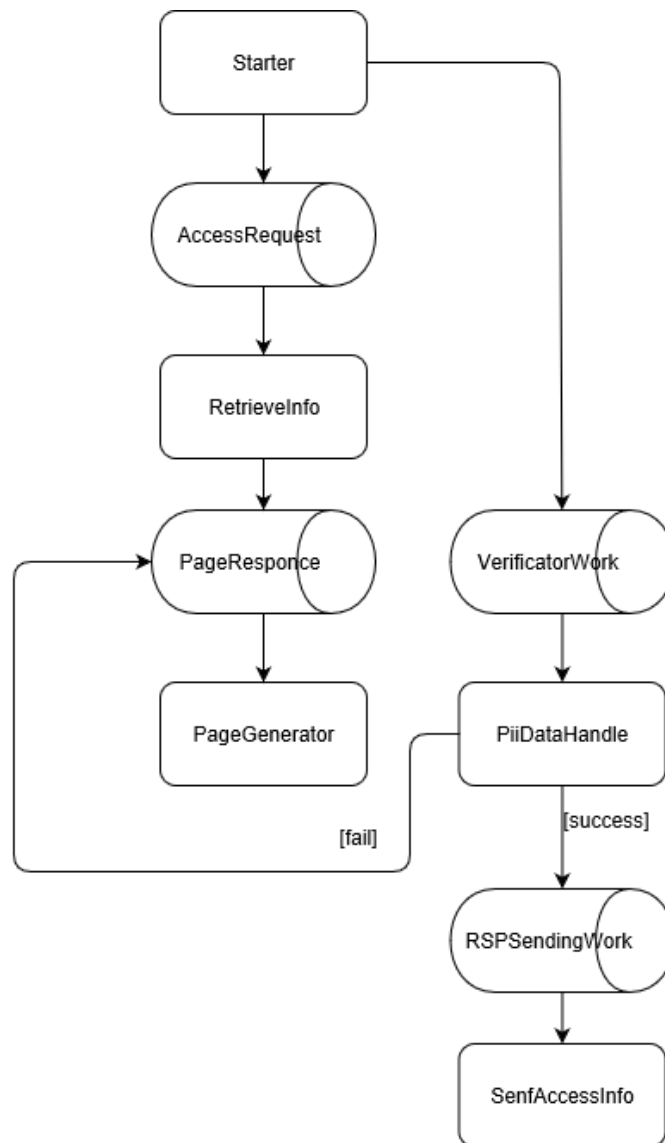 Starter
AccessRequest
RetrieveInfo
PageResponce
VerificatorWork
PageGenerator
PiiDataHandle
[fail]
[success]
RSPSendingWork
SenfAccessInfo